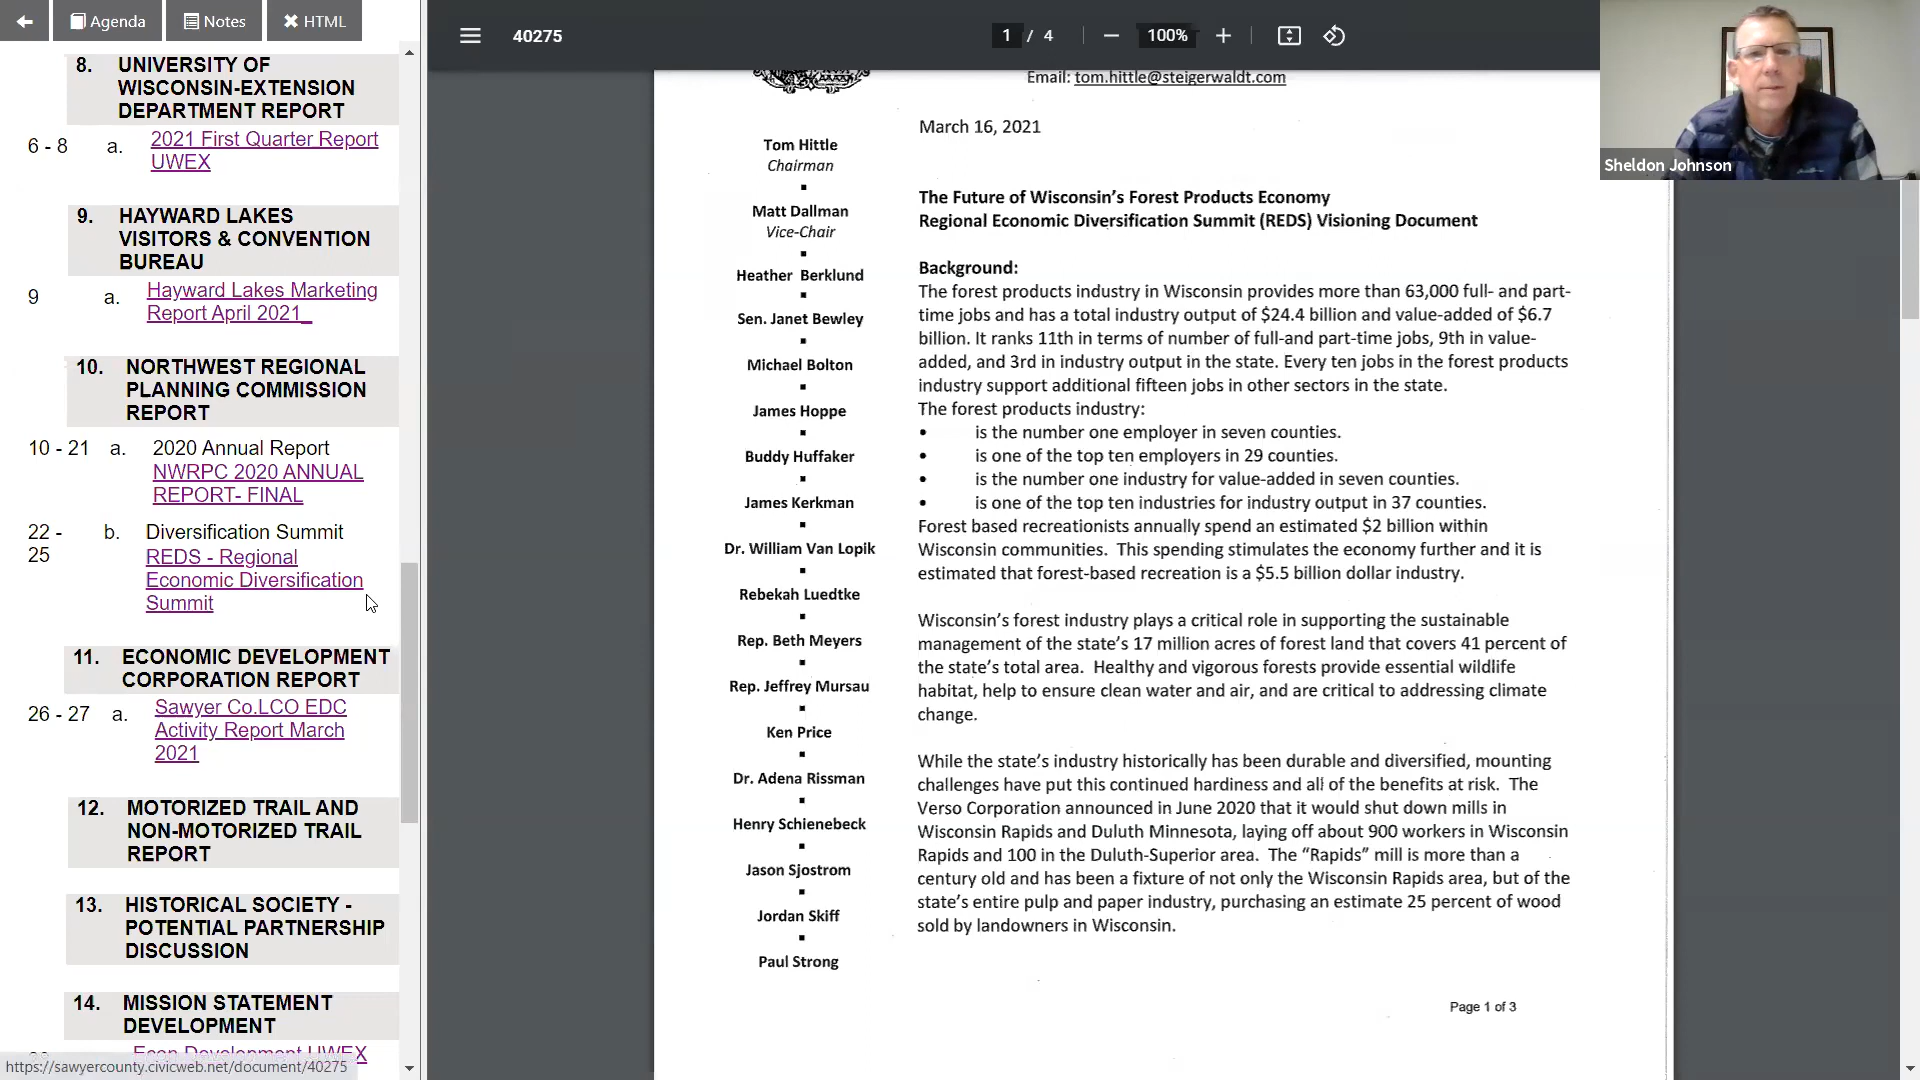 Agenda
Notes
HTML
8. UNIVERSITY OF
WISCONSIN-EXTENSION
DEPARTMENT REPORT
6 - 8 a. 2021 First Quarter Report
UWEX
9. HAYWARD LAKES
VISITORS & CONVENTION
BUREAU
9 a. Hayward Lakes Marketing
Report April 2021_
10. NORTHWEST REGIONAL
PLANNING COMMISSION
REPORT
10 - 21 a. 2020 Annual Report
NWRPC 2020 ANNUAL
REPORT- FINAL
22 - b. Diversification Summit
25 REDS - Regional
Economic Diversification
Summit
11. ECONOMIC DEVELOPMENT
CORPORATION REPORT
26 - 27 a. Sawyer Co.LCO EDC
Activity Report March
2021
12. MOTORIZED TRAIL AND
NON-MOTORIZED TRAIL
REPORT
13. HISTORICAL SOCIETY -
POTENTIAL PARTNERSHIP
DISCUSSION
14. MISSION STATEMENT
DEVELOPMENT
Econ Development UWEX
https://sawyercounty.civicweb.net/document/40275
40275
1 / 4
100%
Email: tom.hittle@steigerwaldt.com
Tom Hittle
Chairman
Matt Dallman
Vice-Chair
Heather Berklund
Sen. Janet Bewley
Michael Bolton
James Hoppe
Buddy Huffaker
James Kerkman
Dr. William Van Lopik
Rebekah Luedtke
Rep. Beth Meyers
Rep. Jeffrey Mursau
Ken Price
Dr. Adena Rissman
Henry Schienebeck
Jason Sjostrom
Jordan Skiff
Paul Strong
March 16, 2021
The Future of Wisconsin's Forest Products Economy
Regional Economic Diversification Summit (REDS) Visioning Document
Background:
The forest products industry in Wisconsin provides more than 63,000 full- and part-
time jobs and has a total industry output of $24.4 billion and value-added of $6.7
billion. It ranks 11th in terms of number of full-and part-time jobs, 9th in value-
added, and 3rd in industry output in the state. Every ten jobs in the forest products
industry support additional fifteen jobs in other sectors in the state.
The forest products industry:
• is the number one employer in seven counties.
• is one of the top ten employers in 29 counties.
• is the number one industry for value-added in seven counties.
• is one of the top ten industries for industry output in 37 counties.
Forest based recreationists annually spend an estimated $2 billion within
Wisconsin communities. This spending stimulates the economy further and it is
estimated that forest-based recreation is a $5.5 billion dollar industry.
Wisconsin's forest industry plays a critical role in supporting the sustainable
management of the state's 17 million acres of forest land that covers 41 percent of
the state's total area. Healthy and vigorous forests provide essential wildlife
habitat, help to ensure clean water and air, and are critical to addressing climate
change.
While the state's industry historically has been durable and diversified, mounting
challenges have put this continued hardiness and all of the benefits at risk. The
Verso Corporation announced in June 2020 that it would shut down mills in
Wisconsin Rapids and Duluth Minnesota, laying off about 900 workers in Wisconsin
Rapids and 100 in the Duluth-Superior area. The "Rapids" mill is more than a
century old and has been a fixture of not only the Wisconsin Rapids area, but of the
state's entire pulp and paper industry, purchasing an estimate 25 percent of wood
sold by landowners in Wisconsin.
Page 1 of 3
Sheldon Johnson